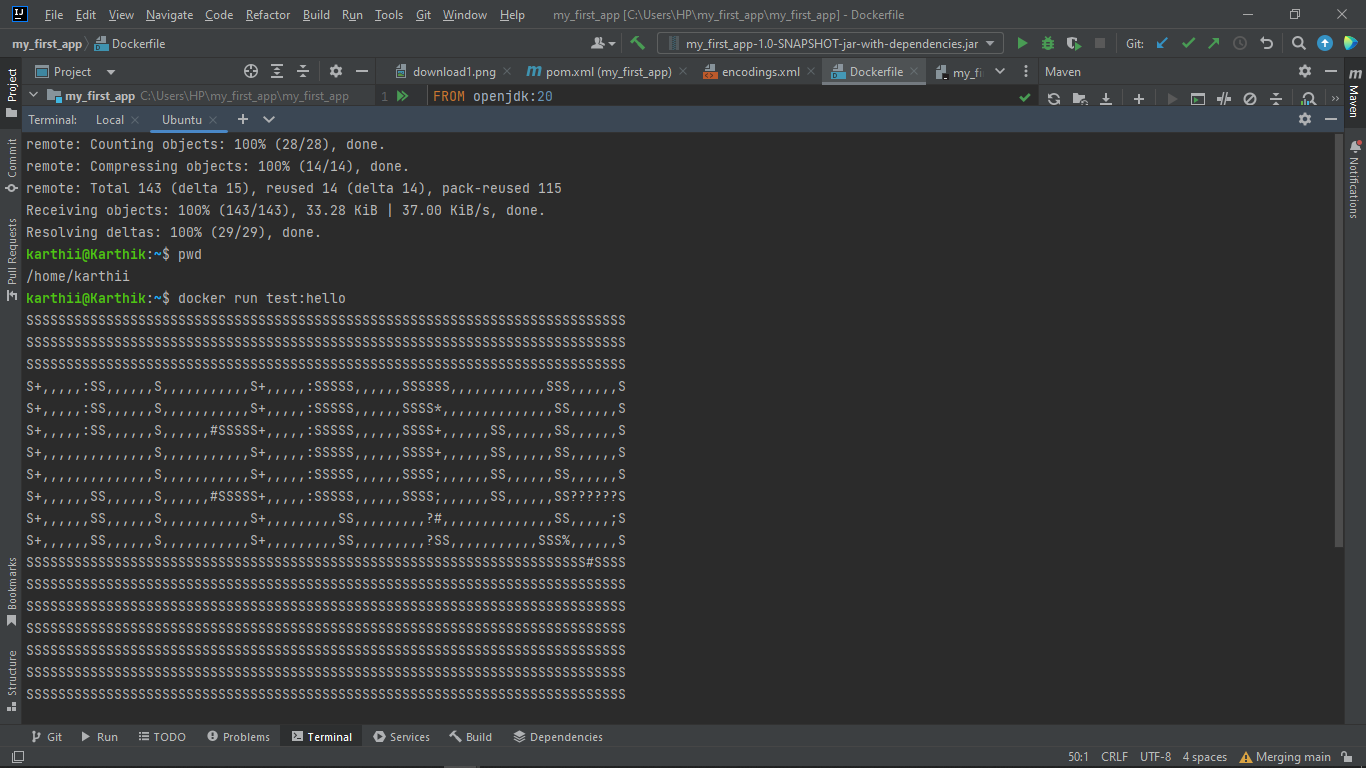 File Edit View Navigate Code Refactor Build Run Tools Git Window Help my_first_app [C:\Users\HP\my_first_app\my_first_app] - Dockerfile
my_first_app Dockerfile my_first_app-1.0-SNAPSHOT-jar-with-dependencies.jar Git:
Project download1.png pom.xml (my_first_app) encodings.xml Dockerfile my_fi Maven
my_first_app C:\Users\HP\my_first_app\my_first_app 1 FROM openjdk:20
Terminal: Local Ubuntu
remote: Counting objects: 100% (28/28), done.
remote: Compressing objects: 100% (14/14), done.
remote: Total 143 (delta 15), reused 14 (delta 14), pack-reused 115
Receiving objects: 100% (143/143), 33.28 KiB | 37.00 KiB/s, done.
Resolving deltas: 100% (29/29), done.
karthii@Karthik:~$ pwd
/home/karthii
karthii@Karthik:~$ docker run test:hello
SSSSSSSSSSSSSSSSSSSSSSSSSSSSSSSSSSSSSSSSSSSSSSSSSSSSSSSSSSSSSSSSSSSSSSSSSSS
SSSSSSSSSSSSSSSSSSSSSSSSSSSSSSSSSSSSSSSSSSSSSSSSSSSSSSSSSSSSSSSSSSSSSSSSSSS
SSSSSSSSSSSSSSSSSSSSSSSSSSSSSSSSSSSSSSSSSSSSSSSSSSSSSSSSSSSSSSSSSSSSSSSSSSS
S+,,,,,:SS,,,,,,S,,,,,,,,,,,S+,,,,,:SSSSS,,,,,,SSSSSS,,,,,,,,,,,,SSS,,,,,,S
S+,,,,,:SS,,,,,,S,,,,,,,,,,,S+,,,,,:SSSSS,,,,,,SSSS*,,,,,,,,,,,,,,SS,,,,,,S
S+,,,,,:SS,,,,,,S,,,,,,#SSSSS+,,,,,:SSSSS,,,,,,SSSS+,,,,,,SS,,,,,,SS,,,,,,S
S+,,,,,,,,,,,,,,S,,,,,,,,,,,S+,,,,,:SSSSS,,,,,,SSSS+,,,,,,SS,,,,,,SS,,,,,,S
S+,,,,,,,,,,,,,,S,,,,,,,,,,,S+,,,,,:SSSSS,,,,,,SSSS;,,,,,,SS,,,,,,SS,,,,,,S
S+,,,,,,SS,,,,,,S,,,,,,#SSSSS+,,,,,:SSSSS,,,,,,SSSS;,,,,,,SS,,,,,,SS??????S
S+,,,,,,SS,,,,,,S,,,,,,,,,,,S+,,,,,,,,,SS,,,,,,,,,?#,,,,,,,,,,,,,,SS,,,,,;S
S+,,,,,,SS,,,,,,S,,,,,,,,,,,S+,,,,,,,,,SS,,,,,,,,,?SS,,,,,,,,,,,SSS%,,,,,,S
SSSSSSSSSSSSSSSSSSSSSSSSSSSSSSSSSSSSSSSSSSSSSSSSSSSSSSSSSSSSSSSSSSSSSS#SSSS
SSSSSSSSSSSSSSSSSSSSSSSSSSSSSSSSSSSSSSSSSSSSSSSSSSSSSSSSSSSSSSSSSSSSSSSSSSS
SSSSSSSSSSSSSSSSSSSSSSSSSSSSSSSSSSSSSSSSSSSSSSSSSSSSSSSSSSSSSSSSSSSSSSSSSSS
SSSSSSSSSSSSSSSSSSSSSSSSSSSSSSSSSSSSSSSSSSSSSSSSSSSSSSSSSSSSSSSSSSSSSSSSSSS
SSSSSSSSSSSSSSSSSSSSSSSSSSSSSSSSSSSSSSSSSSSSSSSSSSSSSSSSSSSSSSSSSSSSSSSSSSS
SSSSSSSSSSSSSSSSSSSSSSSSSSSSSSSSSSSSSSSSSSSSSSSSSSSSSSSSSSSSSSSSSSSSSSSSSSS
SSSSSSSSSSSSSSSSSSSSSSSSSSSSSSSSSSSSSSSSSSSSSSSSSSSSSSSSSSSSSSSSSSSSSSSSSSS
Project
Commit
Pull Requests
Bookmarks
Structure
Maven
Notifications
Git Run TODO Problems Terminal Services Build Dependencies
50:1 CRLF UTF-8 4 spaces Merging main